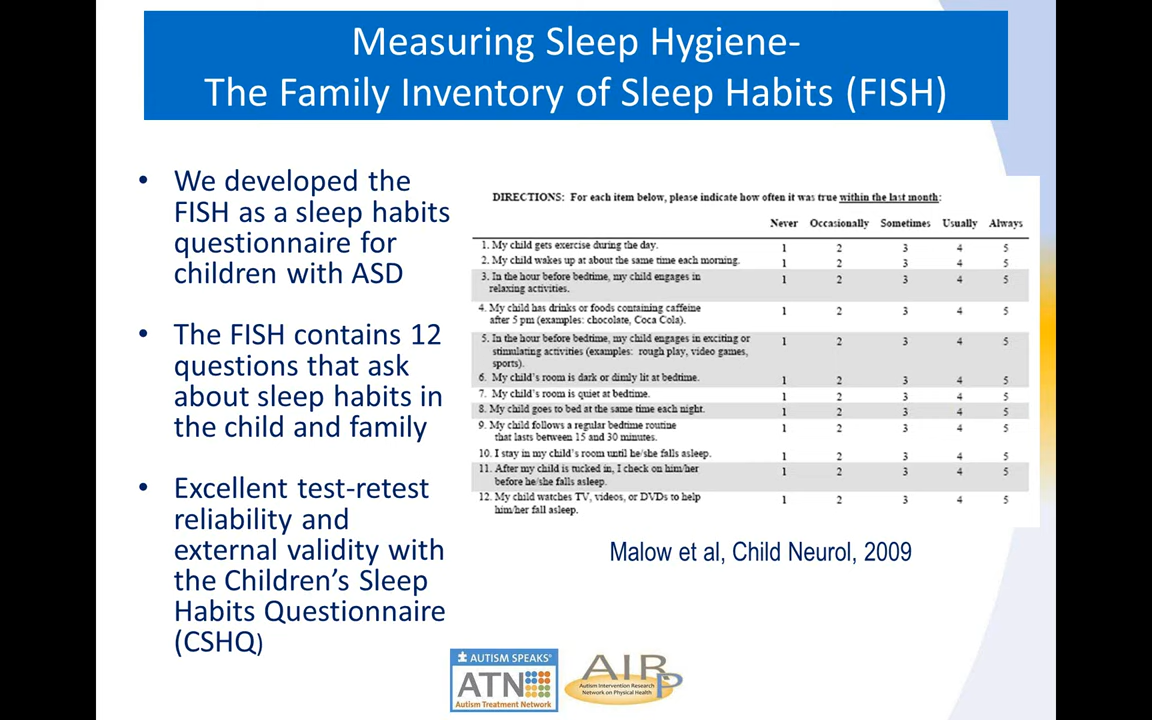 Measuring Sleep Hygiene-
The Family Inventory of Sleep Habits (FISH)
• We developed the
FISH as a sleep habits
questionnaire for
children with ASD
• The FISH contains 12
questions that ask
about sleep habits in
the child and family
• Excellent test-retest
reliability and
external validity with
the Children's Sleep
Habits Questionnaire
(CSHQ)
DIRECTIONS: For each item below, please indicate how often it was true within the last month:
Never Occasionally Sometimes Usually Always
1. My child gets exercise during the day. 1 2 3 4 5
2. My child wakes up at about the same time each morning. 1 2 3 4 5
3. In the hour before bedtime, my child engages in 1 2 3 4 5
relaxing activities.
4. My child has drinks or foods containing caffeine 1 2 3 4 5
after 5 pm (examples: chocolate, Coca Cola).
5. In the hour before bedtime, my child engages in exciting or 1 2 3 4 5
stimulating activities (examples: rough play, video games,
sports).
6. My child's room is dark or dimly lit at bedtime. 1 2 3 4 5
7. My child's room is quiet at bedtime. 1 2 3 4 5
8. My child goes to bed at the same time each night. 1 2 3 4 5
9. My child follows a regular bedtime routine 1 2 3 4 5
that lasts between 15 and 30 minutes.
10. I stay in my child's room until he/she falls asleep. 1 2 3 4 5
11. After my child is tucked in, I check on him/her 1 2 3 4 5
before he/she falls asleep.
12. My child watches TV, videos, or DVDs to help 1 2 3 4 5
him/her fall asleep.
Malow et al, Child Neurol, 2009
AUTISM SPEAKS®
ATN
Autism Treatment Network
AIR P
Autism Intervention Research
Network on Physical Health